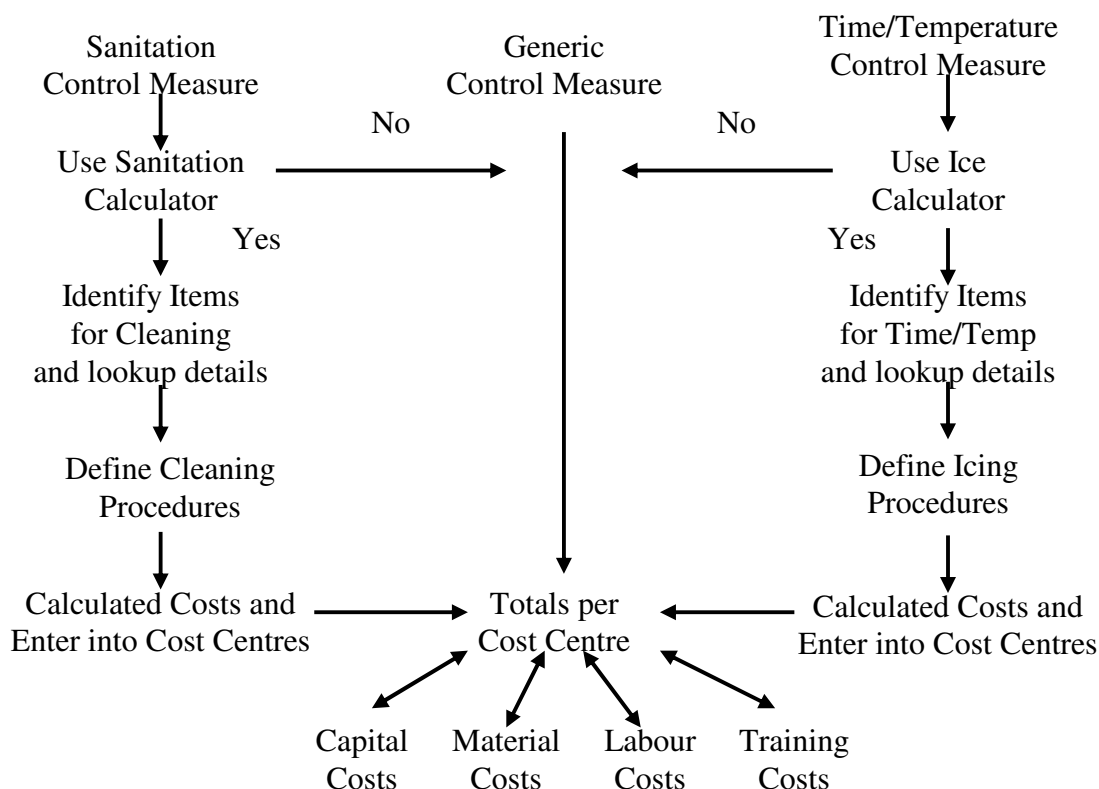 Sanitation
Control Measure
Generic
Control Measure
Time/Temperature
Control Measure
No
No
Use Sanitation
Calculator
Use Ice
Calculator
Yes
Yes
Identify Items
for Cleaning
and lookup details
Identify Items
for Time/Temp
and lookup details
Define Cleaning
Procedures
Define Icing
Procedures
Calculated Costs and
Enter into Cost Centres
Totals per
Cost Centre
Calculated Costs and
Enter into Cost Centres
Capital
Costs
Material
Costs
Labour
Costs
Training
Costs